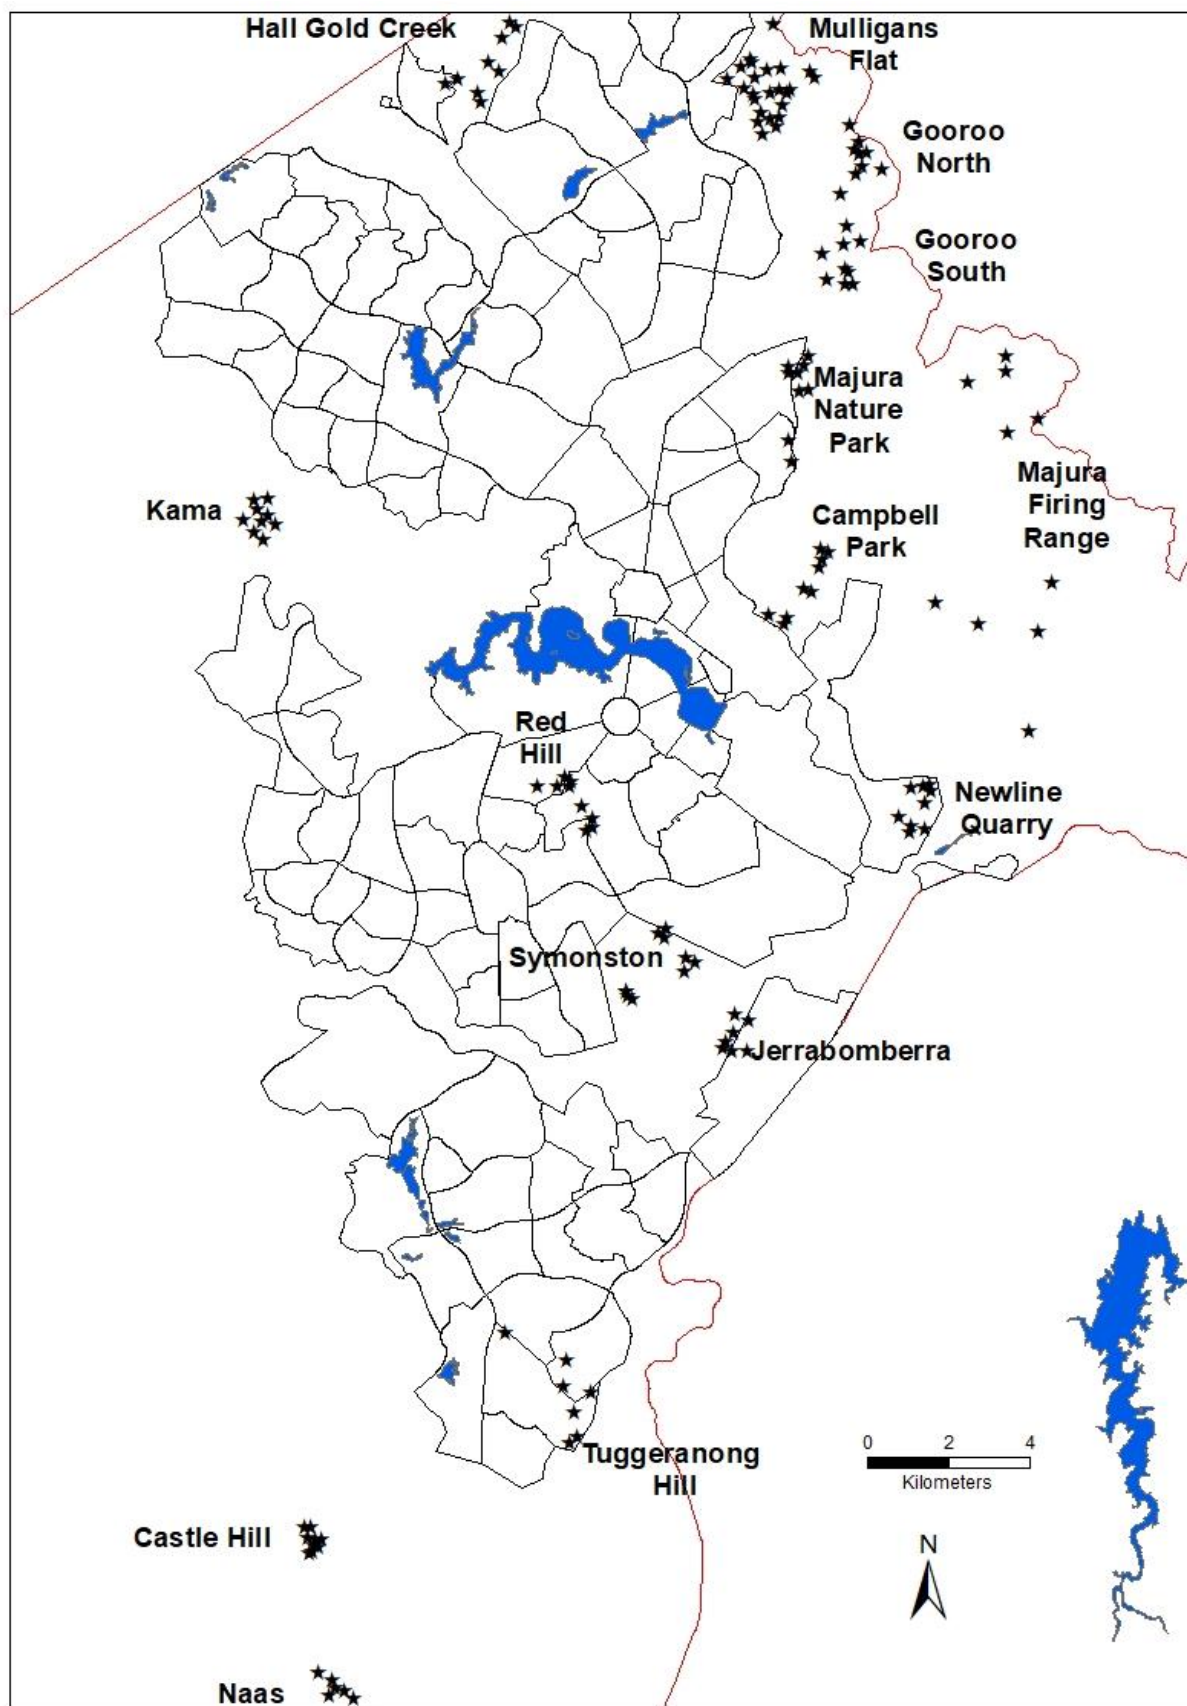 Hall Gold Creek
Mulligans
Flat
Gooroo
North
Gooroo
South
Majura
Nature
Park
Majura
Firing
Range
Kama
Campbell
Park
Red
Hill
Newline
Quarry
Symonston
Jerrabomberra
Tuggeranong
Hill
0 2 4
Kilometers
Castle Hill
N
Naas